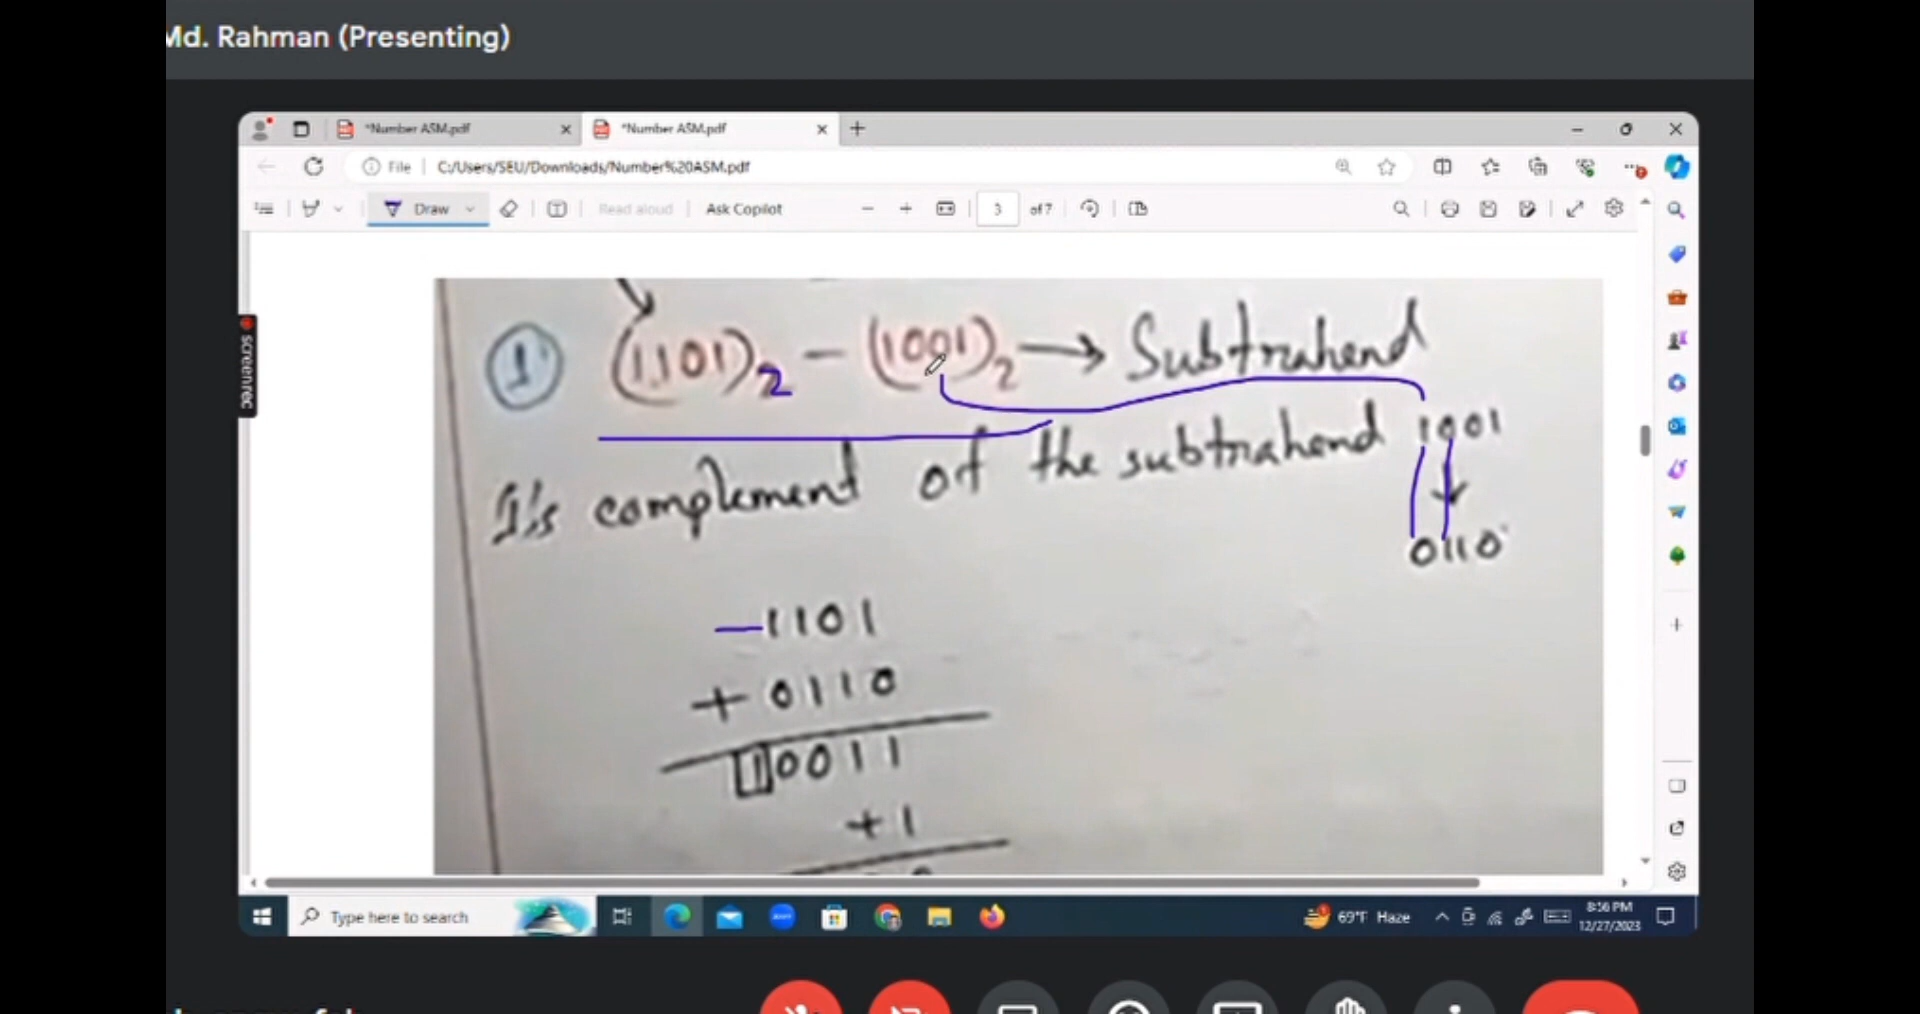 Md. Rahman (Presenting)
*Number ASM.pdf
*Number ASM.pdf
File
C:/Users/SEU/Downloads/Number%20ASM.pdf
Draw
Read aloud
Ask Copilot
3
of 7
screenrec
① (1101)₂ − (1001)₂ → Subtrahend
1's complement of the subtrahend 1001
↓
0110
1101
+ 0110
10011
+1
Type here to search
69°F Haze
8:56 PM
12/27/2023